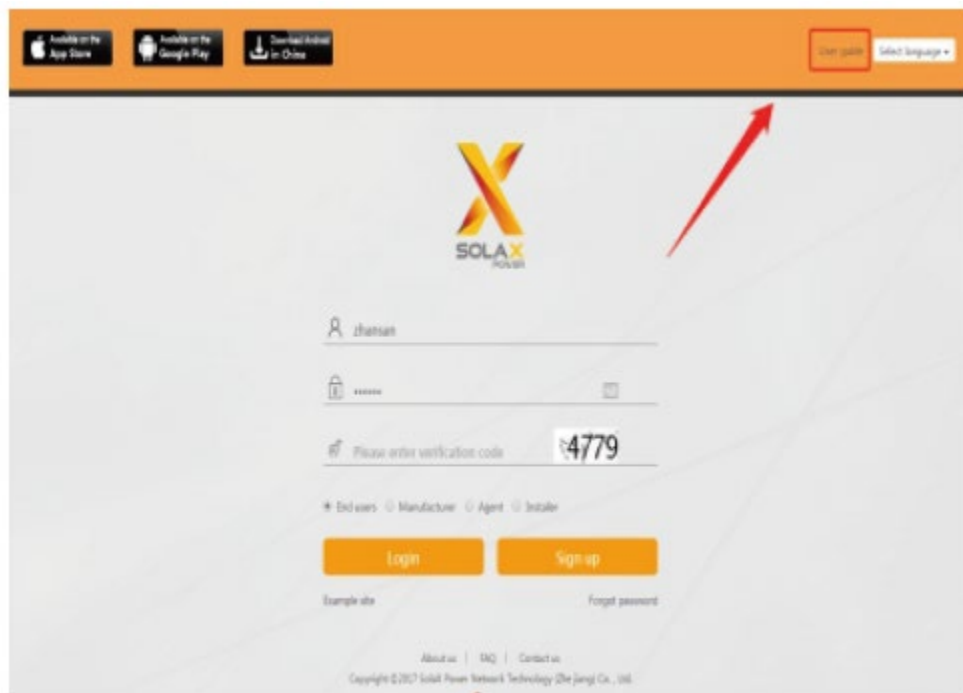 Available on the
App Store
Available on the
Google Play
Download Android
in China
User guide
Select language
SOLAX
POWER
zhansan
Please enter verification code
4779
End users Manufacturer Agent Installer
Login Sign up
Example site Forgot password
About us | FAQ | Contact us
Copyright ©2017 SolaX Power Network Technology (Zhe jiang) Co. , Ltd.